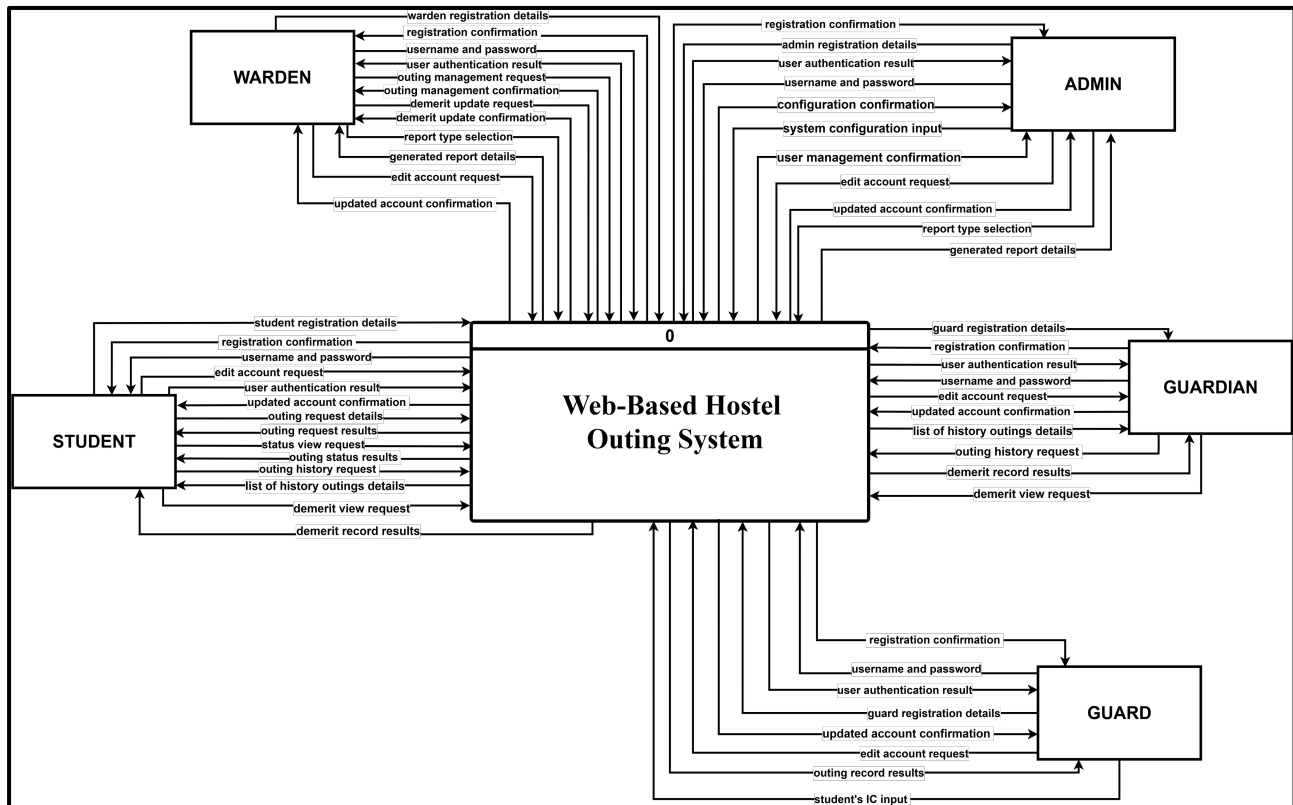 warden registration details
registration confirmation
username and password
user authentication result
outing management request
outing management confirmation
demerit update request
demerit update confirmation
report type selection
generated report details
edit account request
updated account confirmation
WARDEN
registration confirmation
admin registration details
user authentication result
username and password
configuration confirmation
system configuration input
user management confirmation
edit account request
updated account confirmation
report type selection
generated report details
ADMIN
student registration details
registration confirmation
username and password
edit account request
user authentication result
updated account confirmation
outing request details
outing request results
status view request
outing status results
outing history request
list of history outings details
demerit view request
demerit record results
STUDENT
0
Web-Based Hostel
Outing System
guard registration details
registration confirmation
user authentication result
username and password
edit account request
updated account confirmation
list of history outings details
outing history request
demerit record results
demerit view request
GUARDIAN
registration confirmation
username and password
user authentication result
guard registration details
updated account confirmation
edit account request
outing record results
student's IC input
GUARD